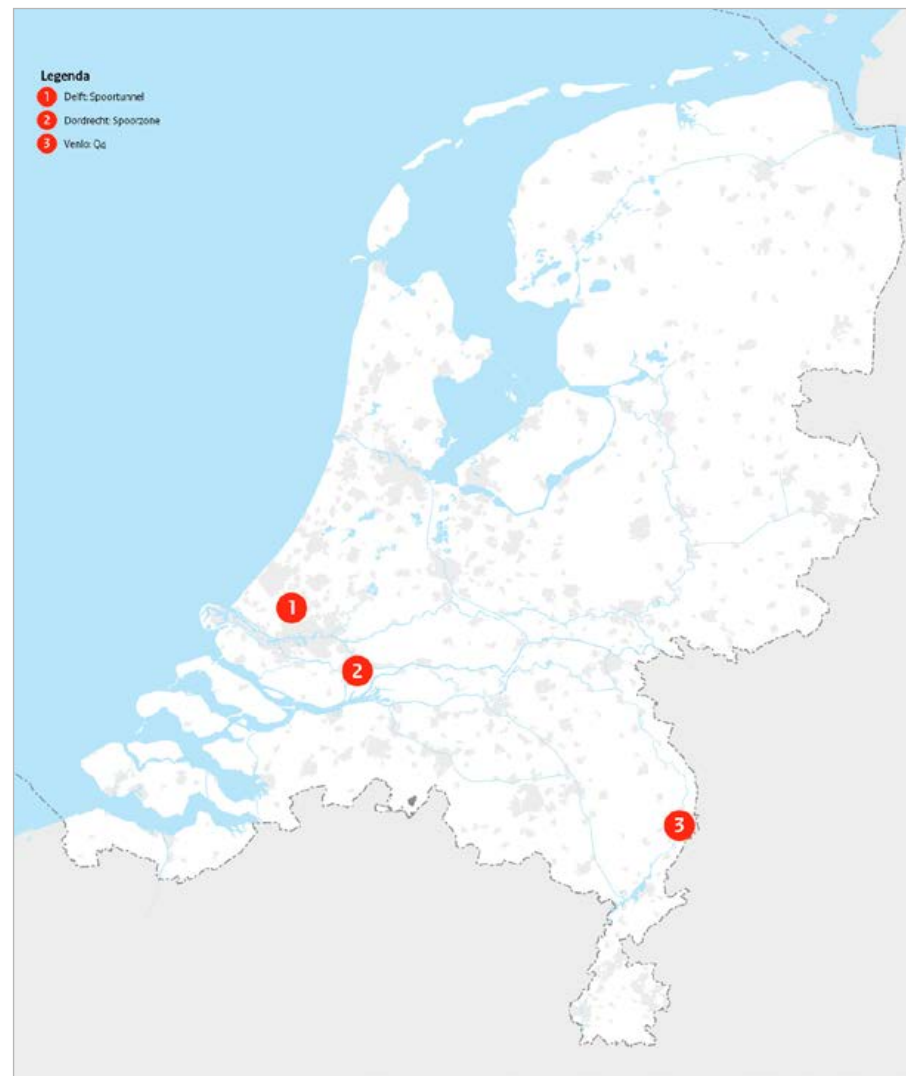 Legenda
1 Delft: Spoortunnel
2 Dordrecht: Spoorzone
3 Venlo: Q4
1
2
3